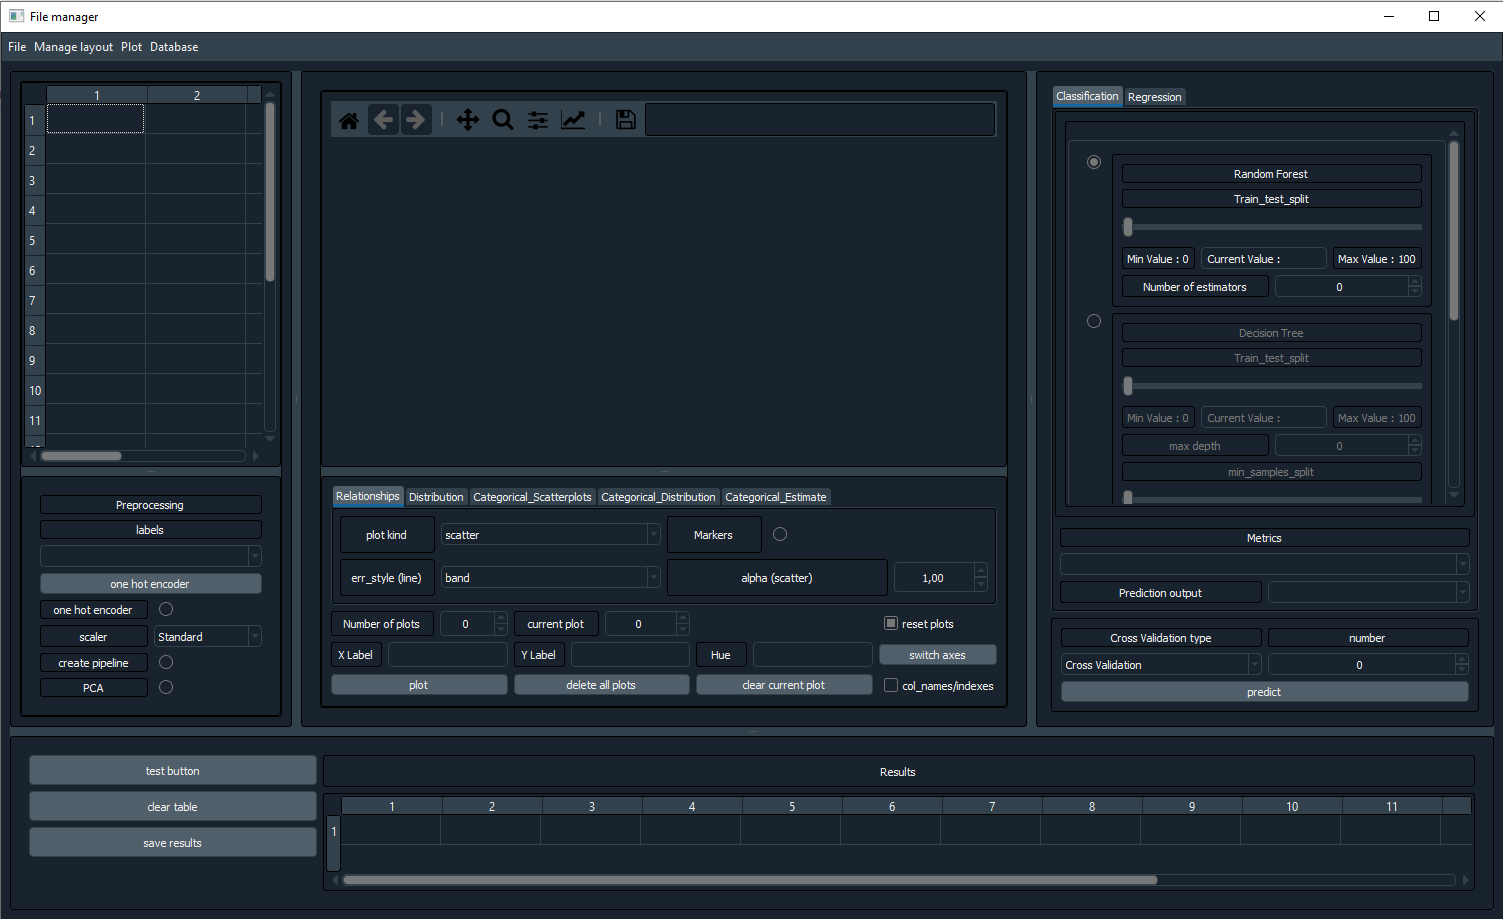 File manager
File Manage layout Plot Database
1 2
1
2
3
4
5
6
7
8
9
10
11
Preprocessing
labels
one hot encoder
one hot encoder
scaler Standard
create pipeline
PCA
Relationships Distribution Categorical_Scatterplots Categorical_Distribution Categorical_Estimate
plot kind scatter Markers
err_style (line) band alpha (scatter) 1,00
Number of plots 0 current plot 0 reset plots
X Label Y Label Hue switch axes
plot delete all plots clear current plot col_names/indexes
Classification Regression
Random Forest
Train_test_split
Min Value : 0 Current Value : Max Value : 100
Number of estimators 0
Decision Tree
Train_test_split
Min Value : 0 Current Value : Max Value : 100
max depth 0
min_samples_split
Metrics
Prediction output
Cross Validation type number
Cross Validation 0
predict
test button
clear table
save results
Results
1 2 3 4 5 6 7 8 9 10 11
1